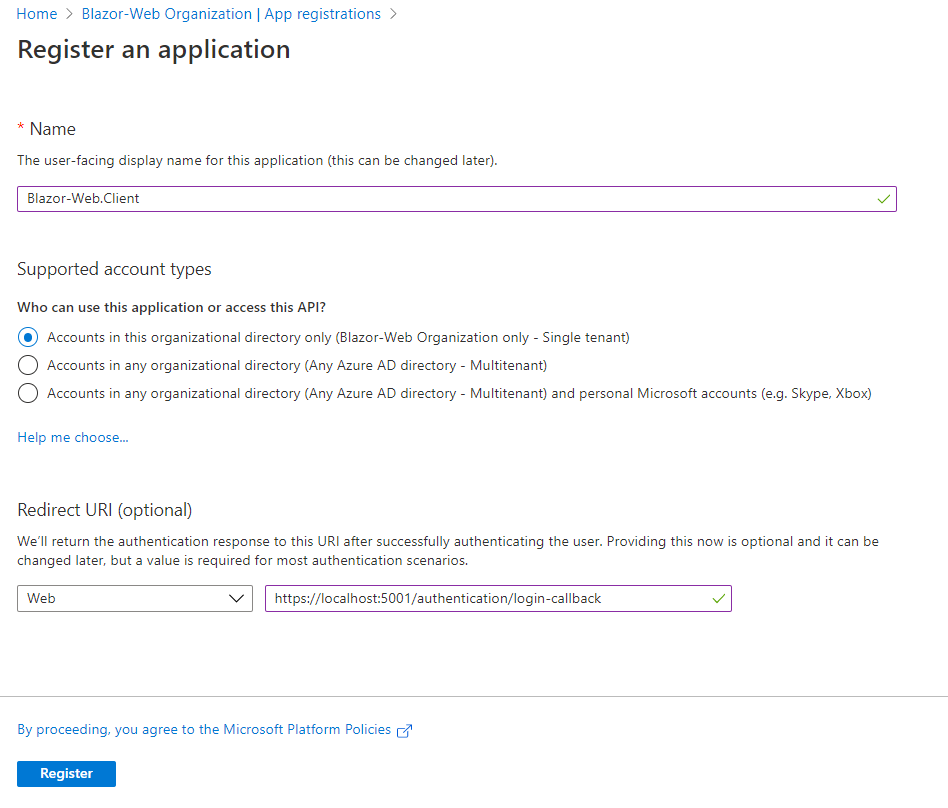 Home > Blazor-Web Organization | App registrations >
Register an application
* Name
The user-facing display name for this application (this can be changed later).
Blazor-Web.Client
Supported account types
Who can use this application or access this API?
Accounts in this organizational directory only (Blazor-Web Organization only - Single tenant)
Accounts in any organizational directory (Any Azure AD directory - Multitenant)
Accounts in any organizational directory (Any Azure AD directory - Multitenant) and personal Microsoft accounts (e.g. Skype, Xbox)
Help me choose...
Redirect URI (optional)
We'll return the authentication response to this URI after successfully authenticating the user. Providing this now is optional and it can be
changed later, but a value is required for most authentication scenarios.
Web https://localhost:5001/authentication/login-callback
By proceeding, you agree to the Microsoft Platform Policies
Register